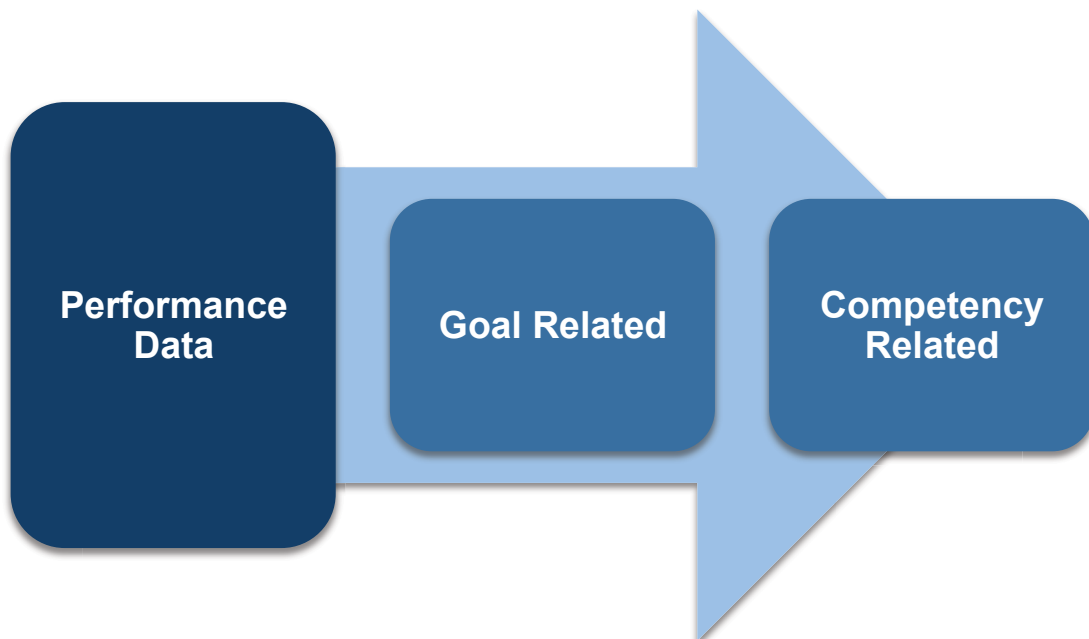 Performance
Data
Goal Related
Competency
Related